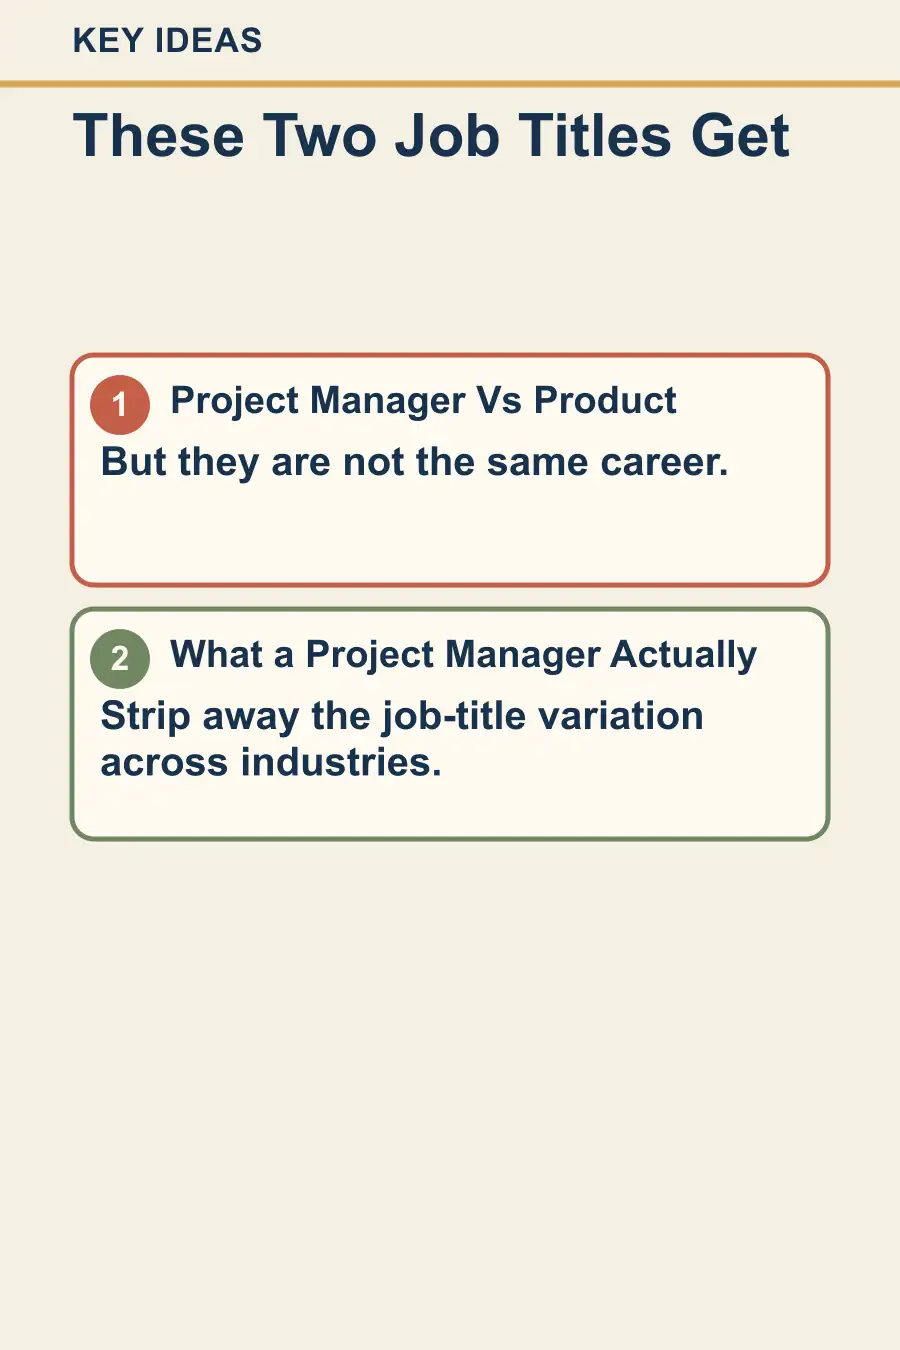 KEY IDEAS
These Two Job Titles Get
1 Project Manager Vs Product
But they are not the same career.
2 What a Project Manager Actually
Strip away the job-title variation
across industries.